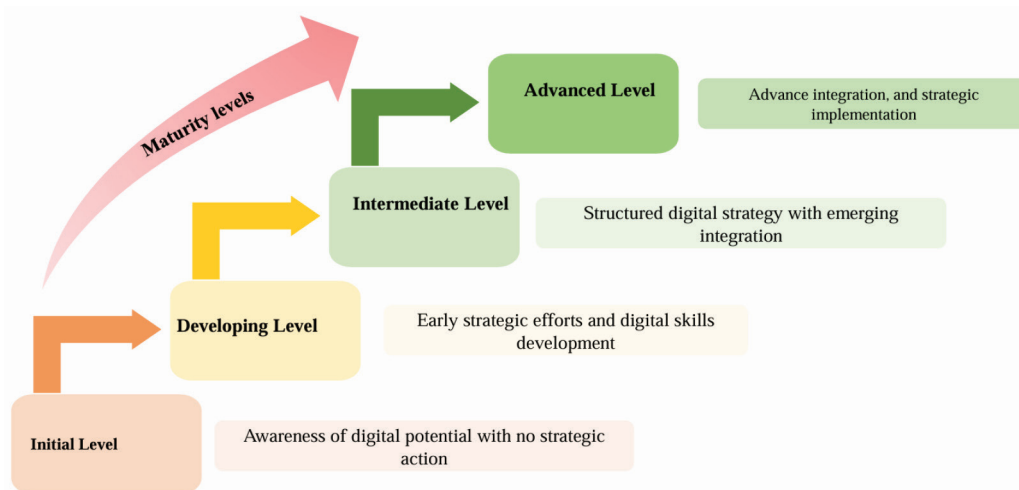 Maturity levels
Advanced Level
Advance integration, and strategic
implementation
Intermediate Level
Structured digital strategy with emerging
integration
Developing Level
Early strategic efforts and digital skills
development
Initial Level
Awareness of digital potential with no strategic
action